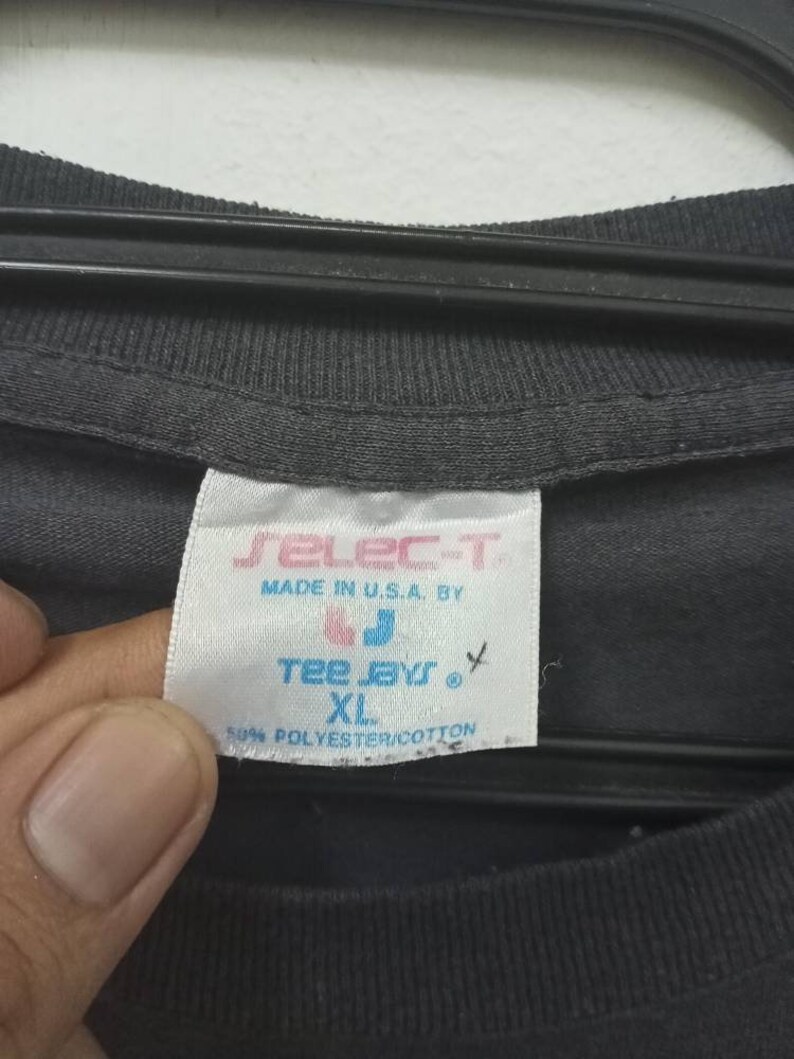 SELEC-T®
MADE IN U.S.A. BY
TJ
TEE JAYS ®
XL
50% POLYESTER/COTTON